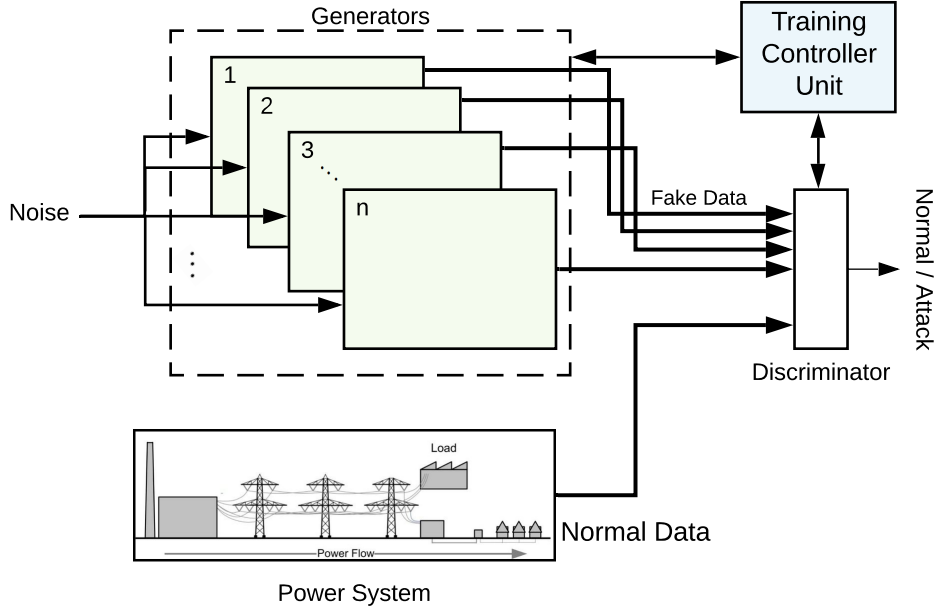 Generators
Training
Controller
Unit
1
2
3
n
Noise
Fake Data
Normal / Attack
Discriminator
Load
Power Flow
Normal Data
Power System